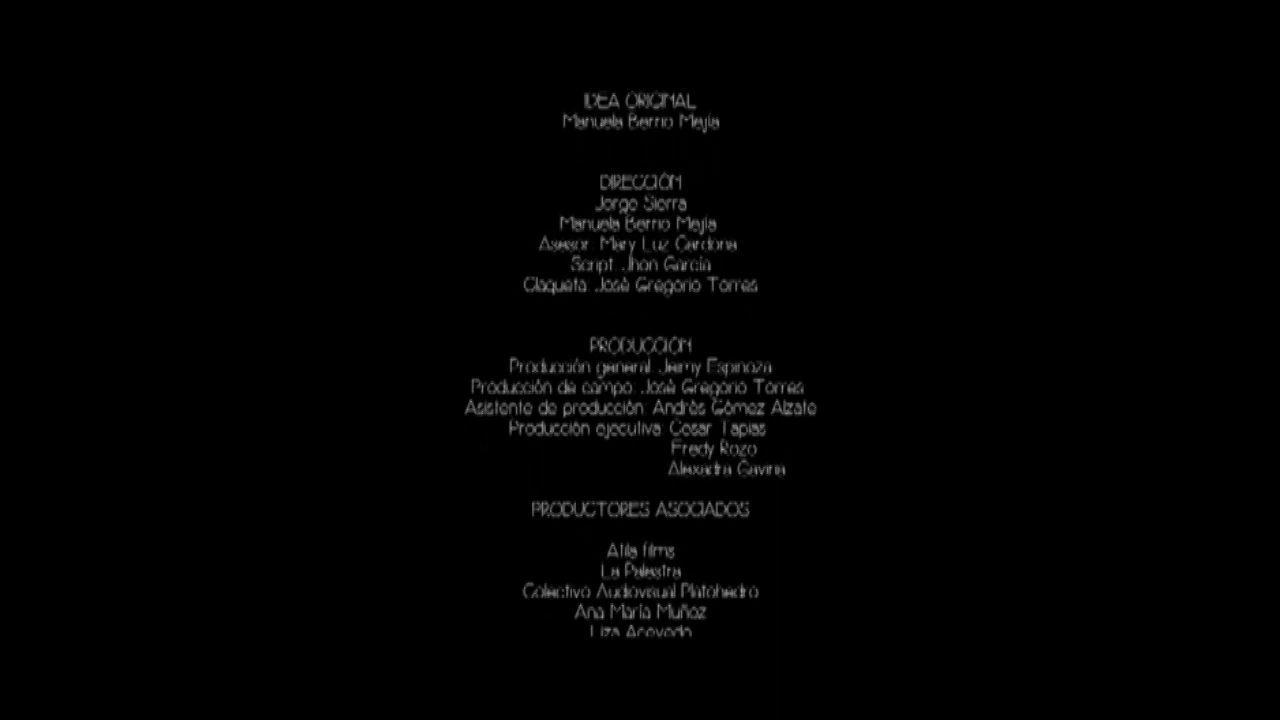 IDEA ORIGINAL
Manuela Berrio Mejía
DIRECCIÓN
Jorge Sierra
Manuela Berrio Mejía
Asesor: Mary Luz Cardona
Script: Jhon García
Claqueta: José Gregorio Torres
PRODUCCIÓN
Producción general: Jeimy Espinoza
Producción de campo: José Gregorio Torres
Asistente de producción: Andrés Gómez Alzate
Producción ejecutiva: Cesar Tapias
Fredy Rozo
Alexadra Gaviria
PRODUCTORES ASOCIADOS
Atila films
La Palestra
Colectivo Audiovisual Platohedro
Ana María Muñoz
Liza Acevedo